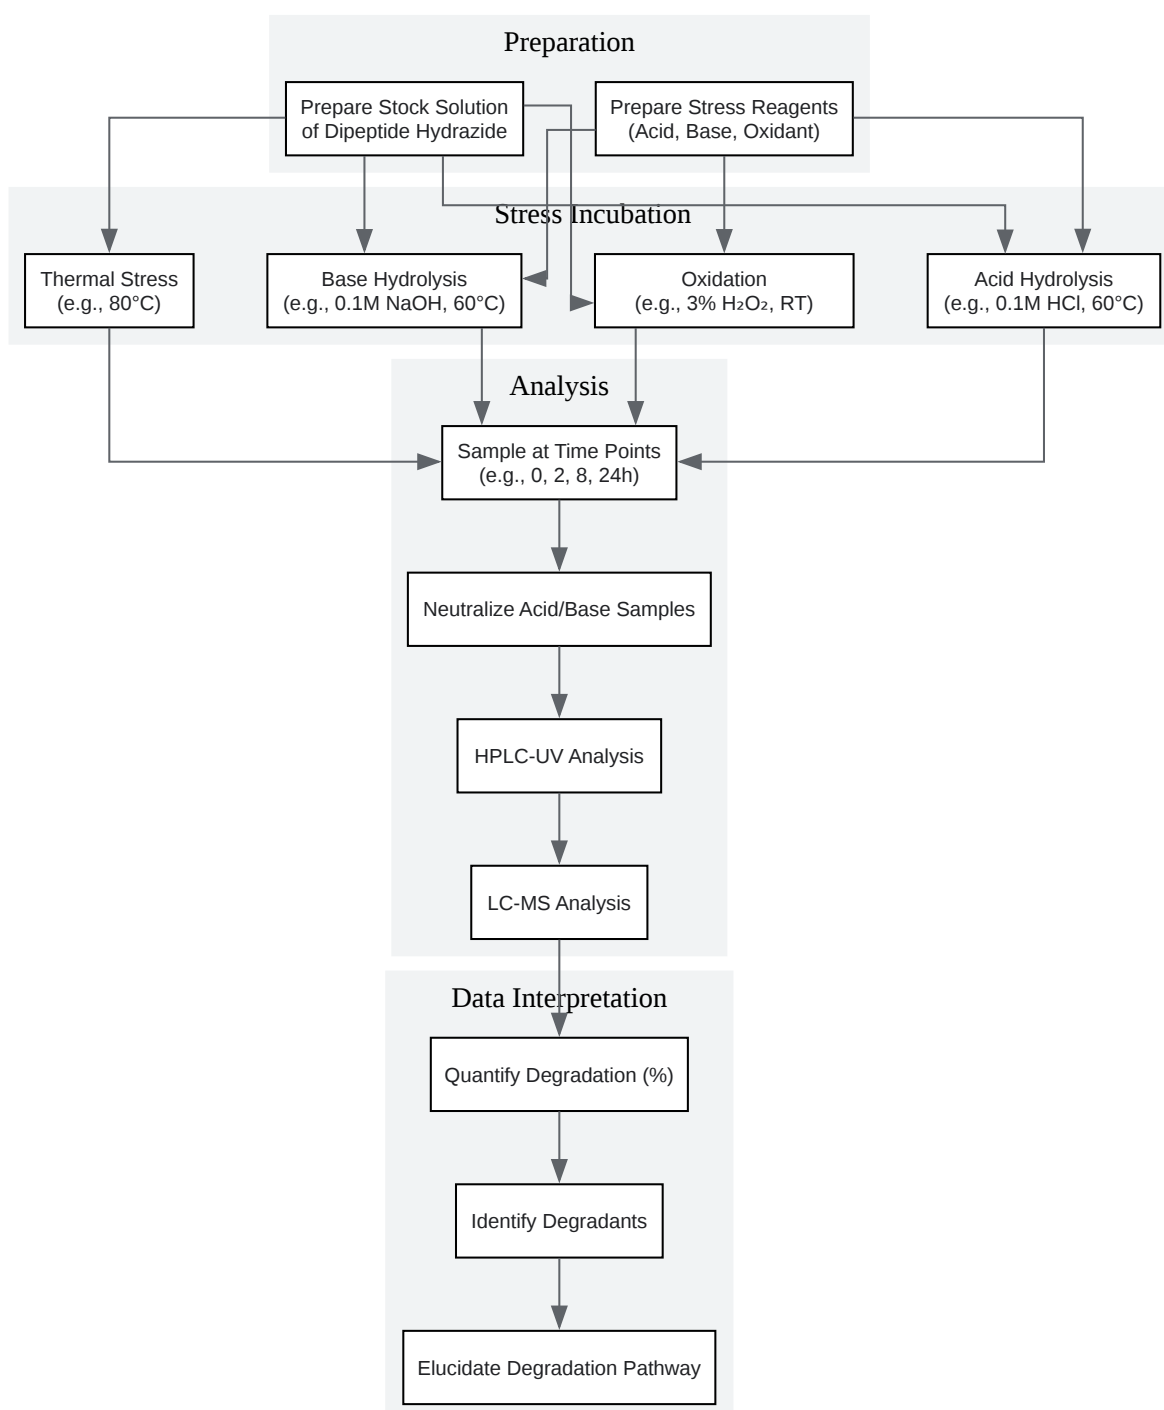 Preparation
Prepare Stock Solution
of Dipeptide Hydrazide
Prepare Stress Reagents
(Acid, Base, Oxidant)
Stress Incubation
Thermal Stress
(e.g., 80°C)
Base Hydrolysis
(e.g., 0.1M NaOH, 60°C)
Oxidation
(e.g., 3% H₂O₂, RT)
Acid Hydrolysis
(e.g., 0.1M HCl, 60°C)
Analysis
Sample at Time Points
(e.g., 0, 2, 8, 24h)
Neutralize Acid/Base Samples
HPLC-UV Analysis
LC-MS Analysis
Data Interpretation
Quantify Degradation (%)
Identify Degradants
Elucidate Degradation Pathway